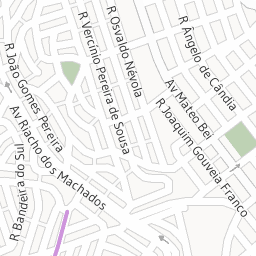 R João Gomes Pereira
Av Riacho dos Machados
R Bandeira do Sul
R Vercínio Pereira de Sousa
R Osvaldo Névola
R Ângelo de Cândia
Av Mateo Bei
R Joaquim Gouveia Franco